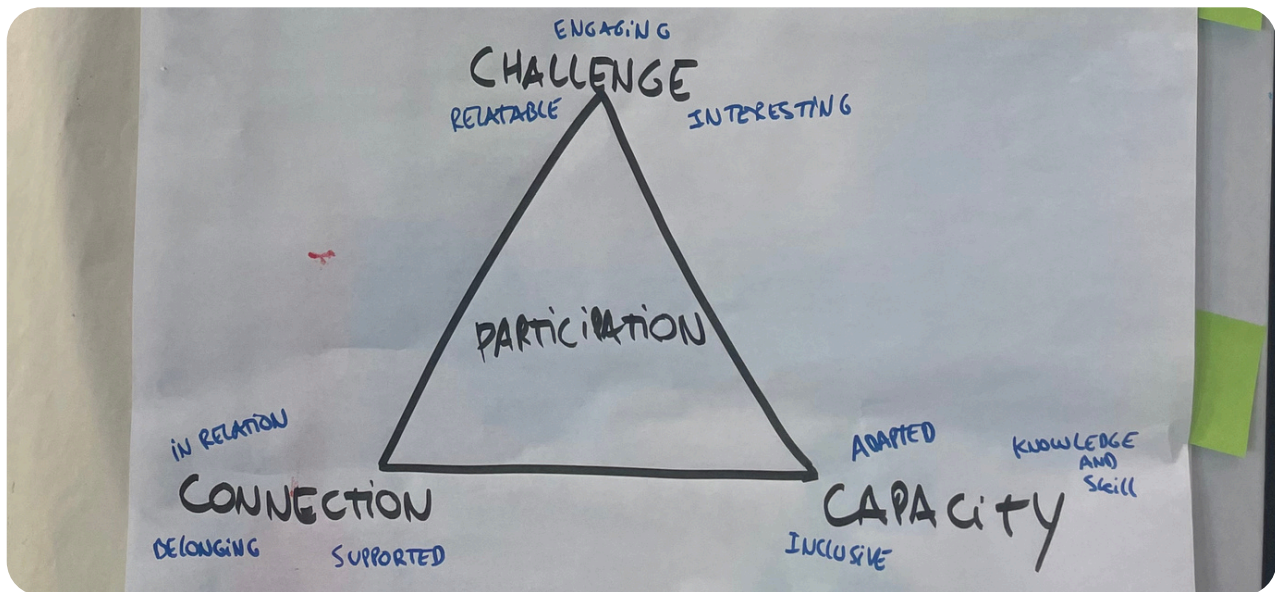 ENGAGING
CHALLENGE
RELATABLE
INTERESTING
PARTICIPATION
IN RELATION
CONNECTION
BELONGING
SUPPORTED
ADAPTED
KNOWLEDGE
AND
Skill
CAPACITY
INCLUSIVE